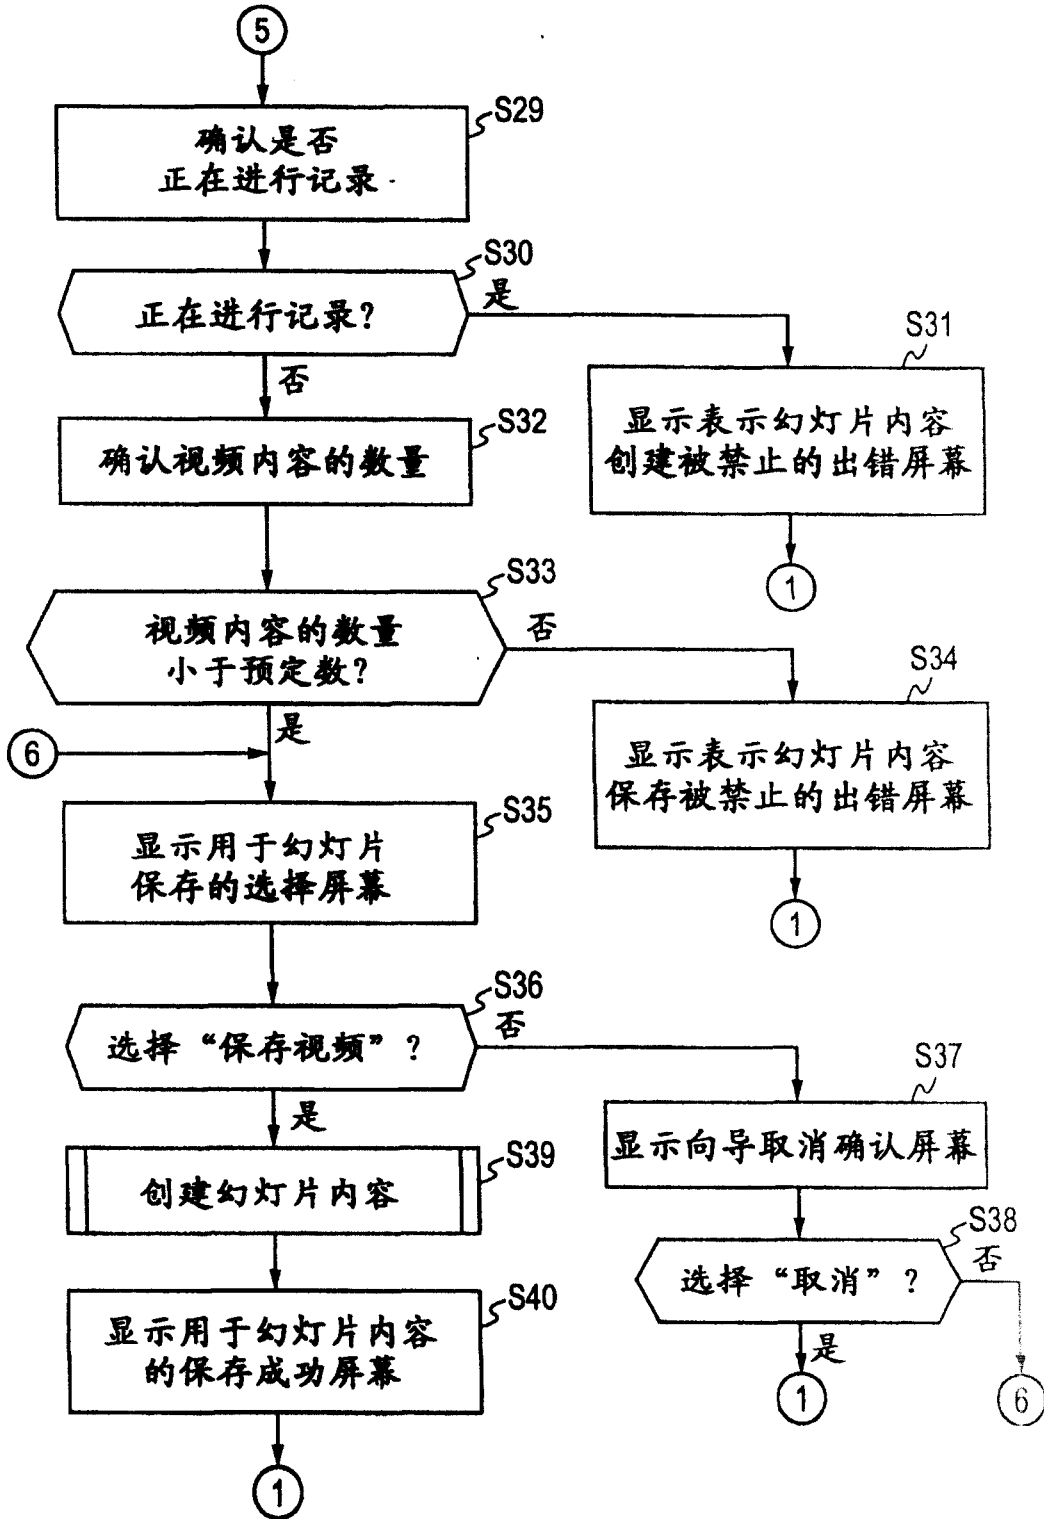 5
S29
确认是否
正在进行记录
S30
正在进行记录?
是
否
S31
显示表示幻灯片内容
创建被禁止的出错屏幕
1
S32
确认视频内容的数量
S33
视频内容的数量
小于预定数?
否
是
S34
显示表示幻灯片内容
保存被禁止的出错屏幕
1
6
S35
显示用于幻灯片
保存的选择屏幕
S36
选择“保存视频”?
否
是
S37
显示向导取消确认屏幕
S38
选择“取消”?
否
是
1
6
S39
创建幻灯片内容
S40
显示用于幻灯片内容
的保存成功屏幕
1